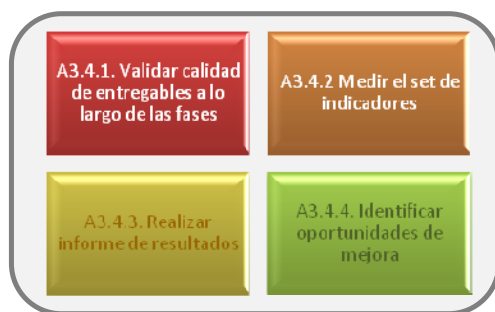 A3.4.1. Validar calidad
de entregables a lo
largo de las fases
A3.4.2 Medir el set de
indicadores
A3.4.3. Realizar
informe de resultados
A3.4.4. Identificar
oportunidades de
mejora